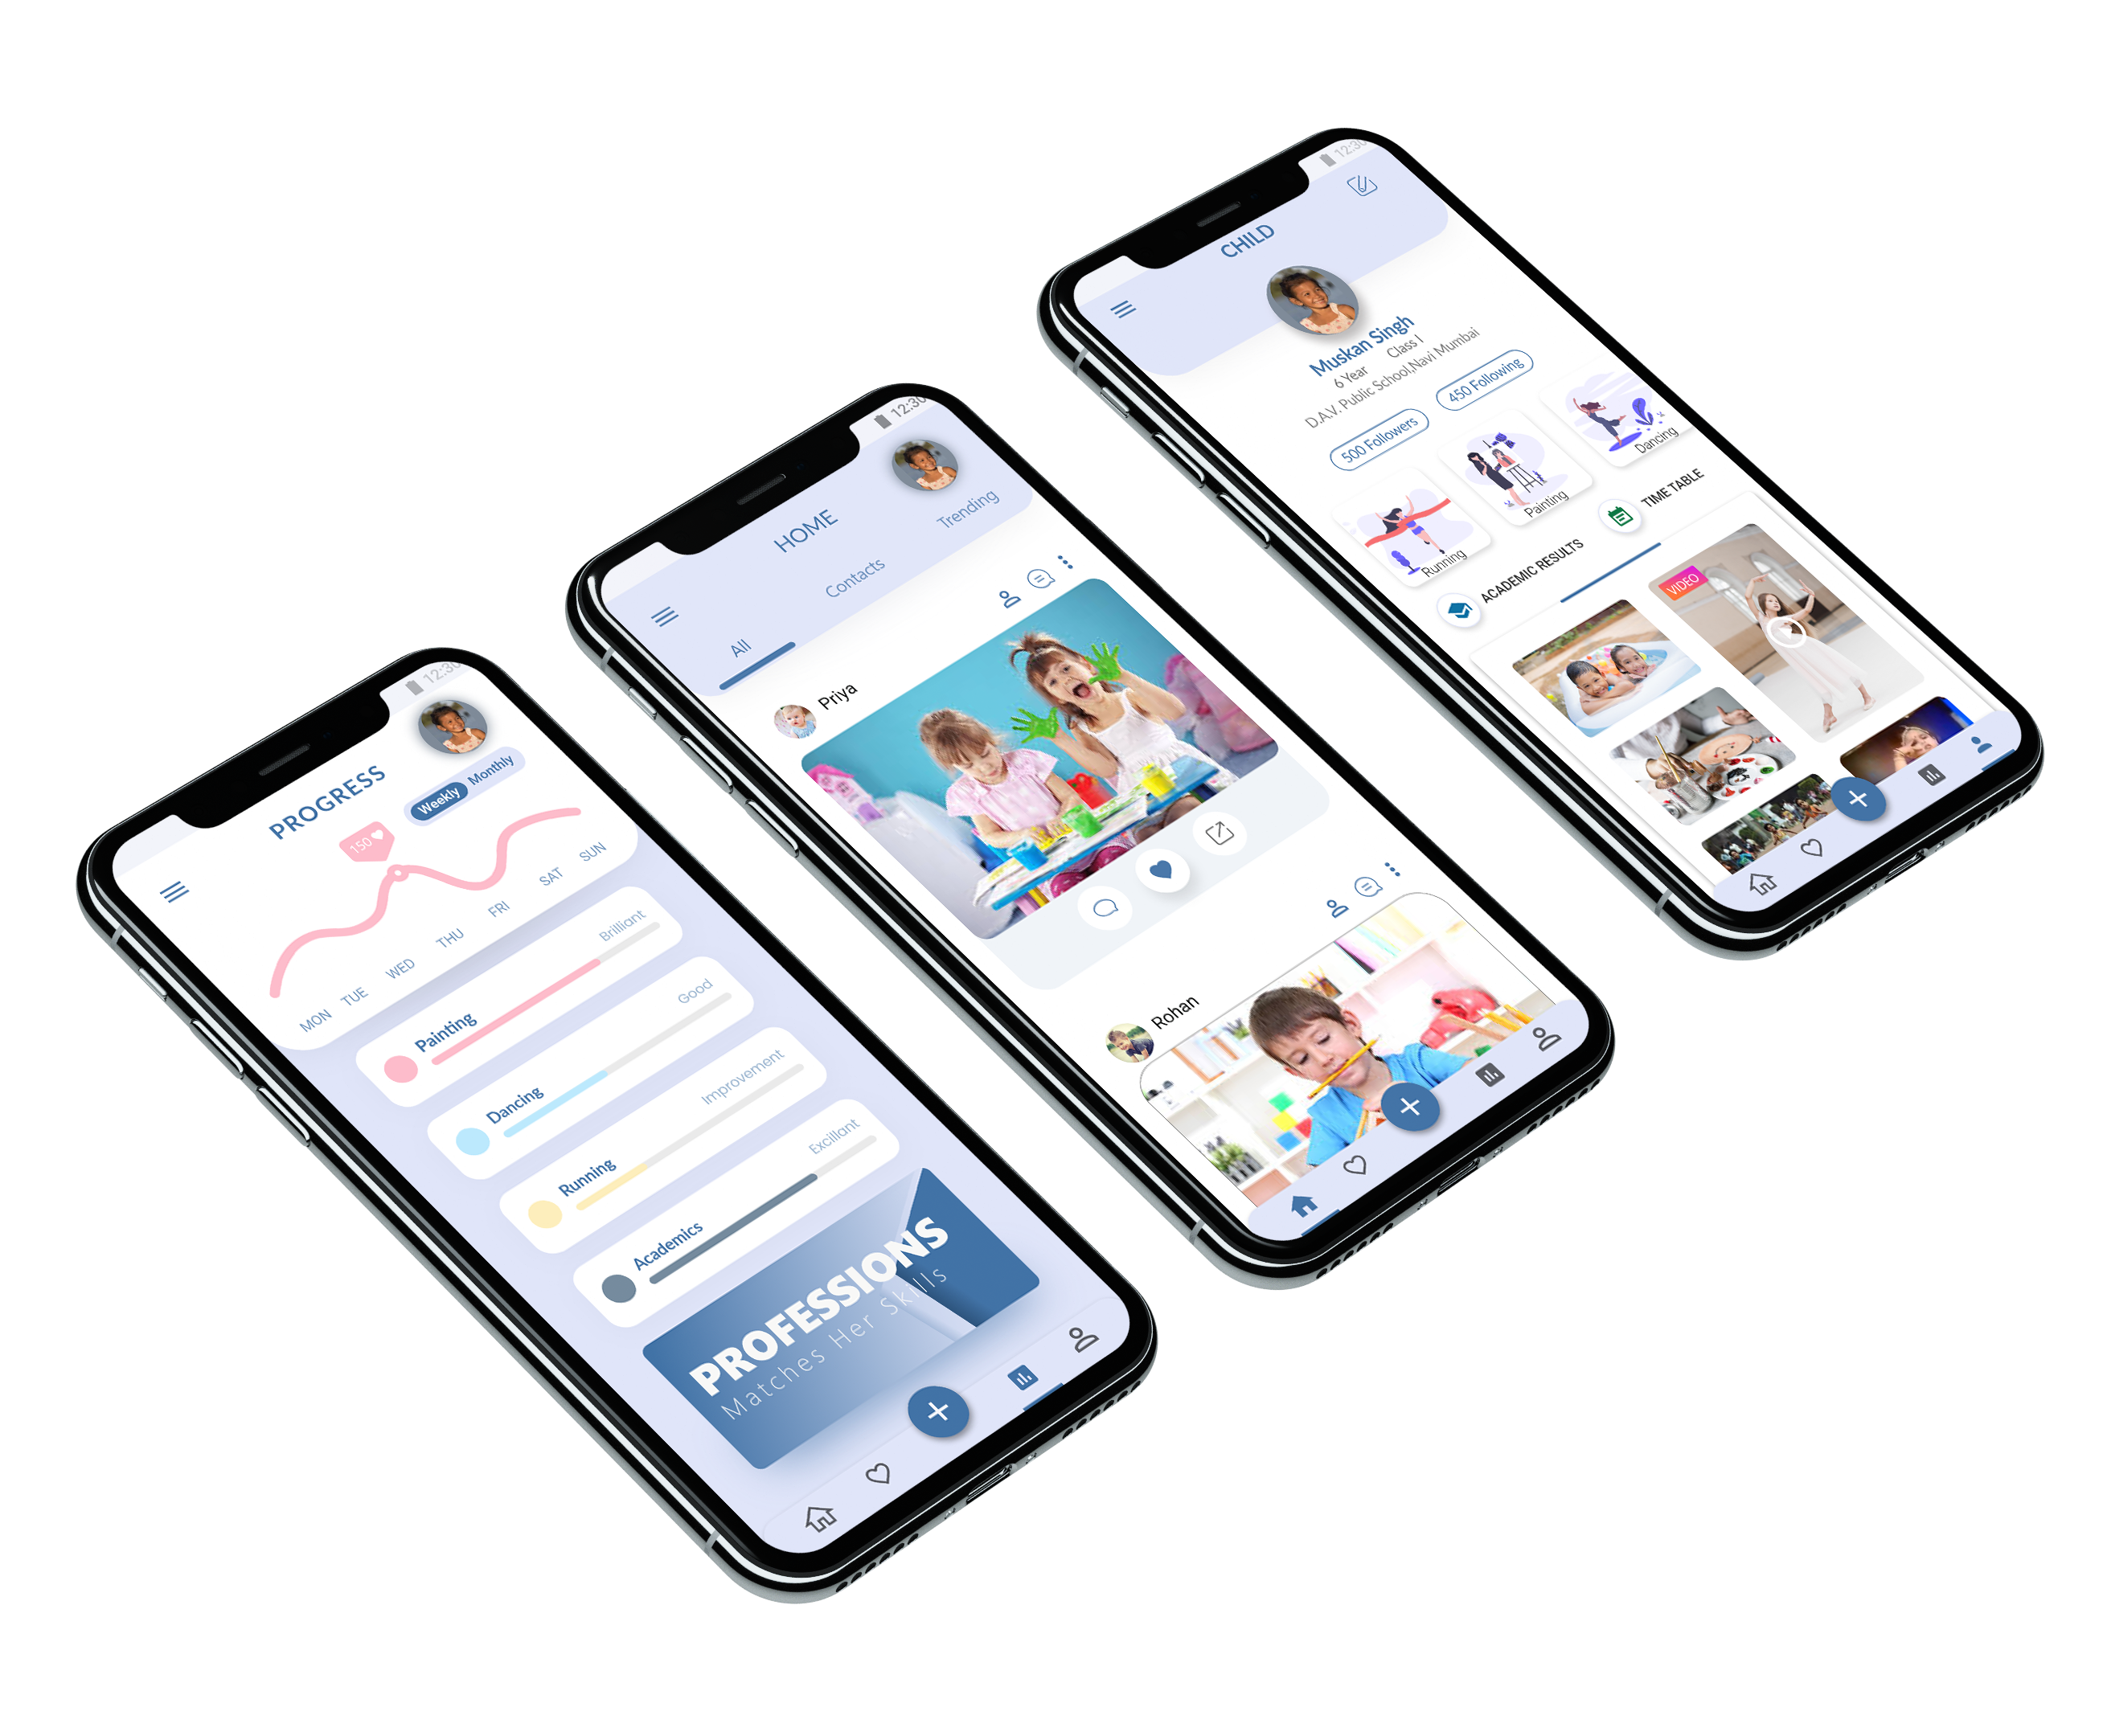 12:30
PROGRESS
Weekly
Monthly
150
MON
TUE
WED
THU
FRI
SAT
SUN
Painting
Brilliant
Dancing
Good
Running
Improvement
Academics
Excillant
PROFESSIONS
Matches Her Skills
12:30
HOME
All
Contacts
Trending
Priya
Rohan
12:30
CHILD
Muskan Singh
6 Year Class I
D.A.V. Public School,Navi Mumbai
500 Followers
450 Following
Running
Painting
Dancing
ACADEMIC RESULTS
TIME TABLE
VIDEO